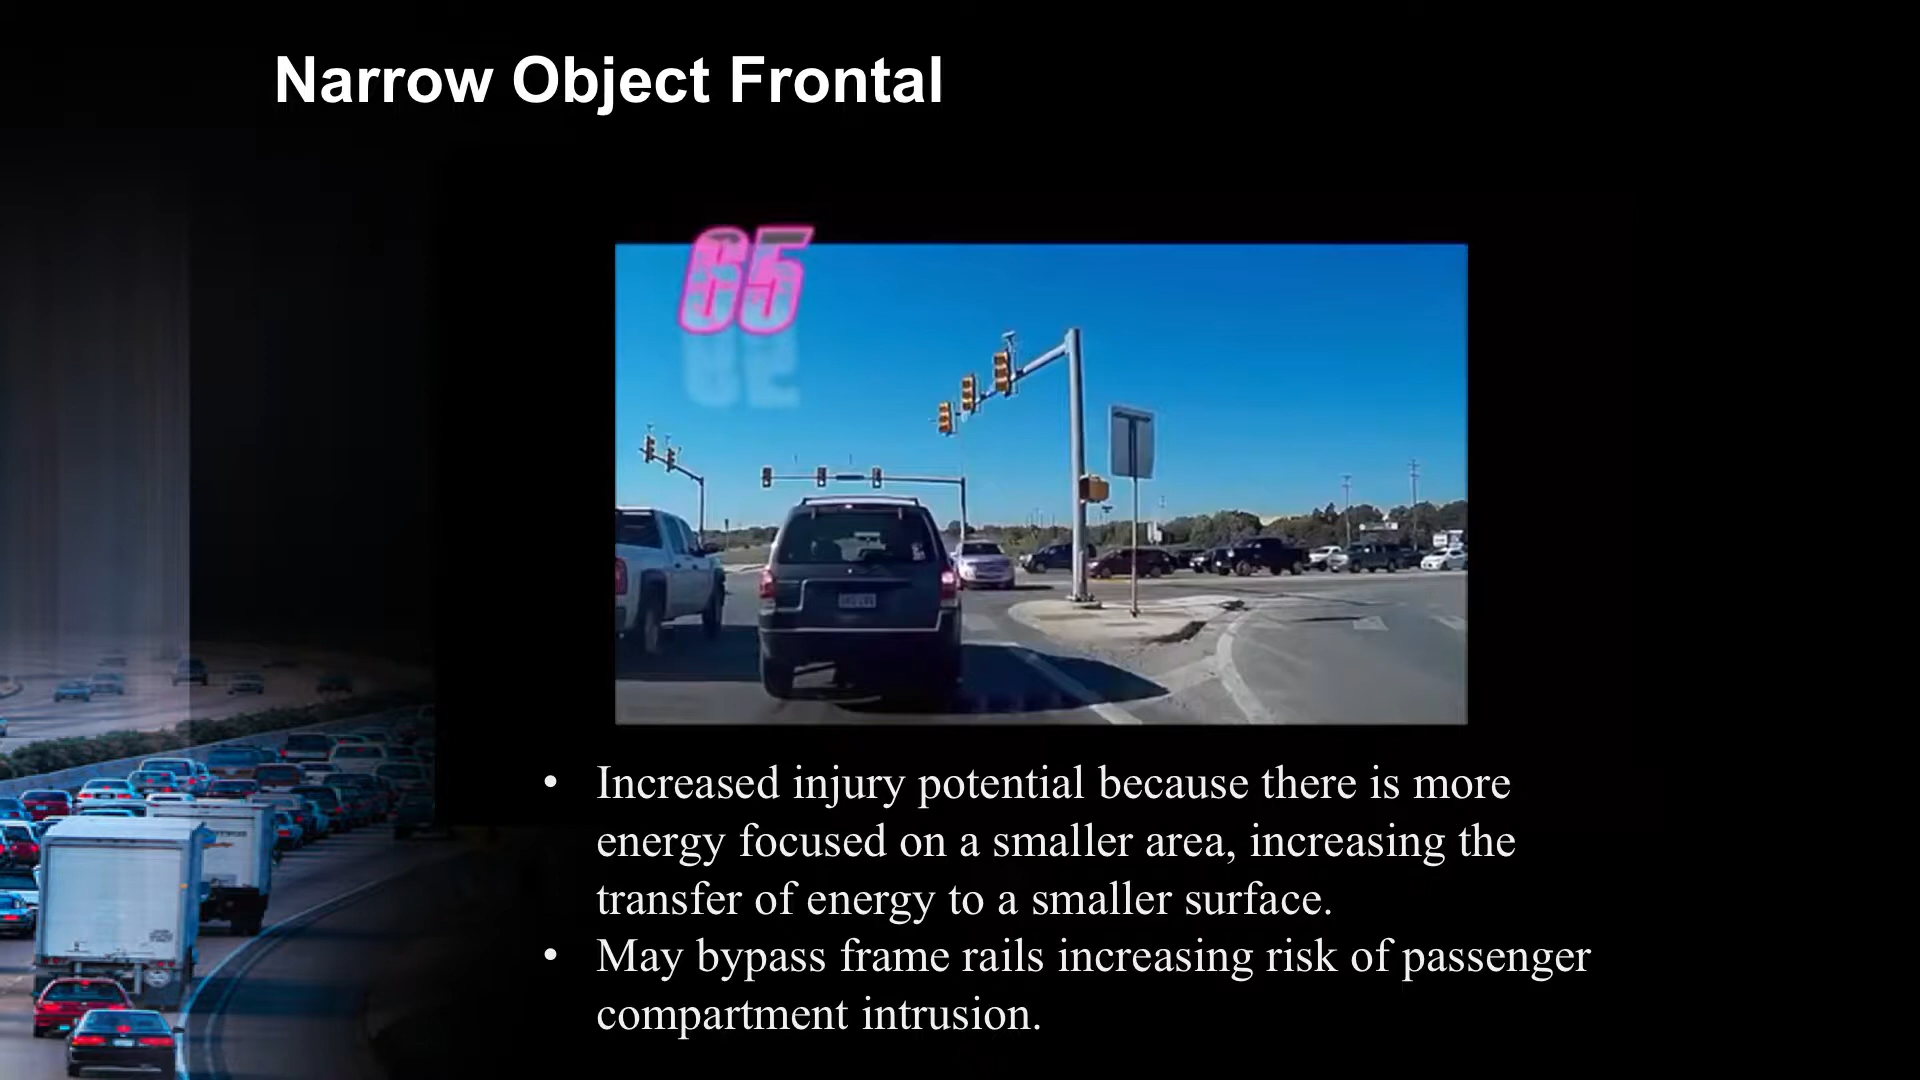 Narrow Object Frontal
65
• Increased injury potential because there is more
energy focused on a smaller area, increasing the
transfer of energy to a smaller surface.
• May bypass frame rails increasing risk of passenger
compartment intrusion.